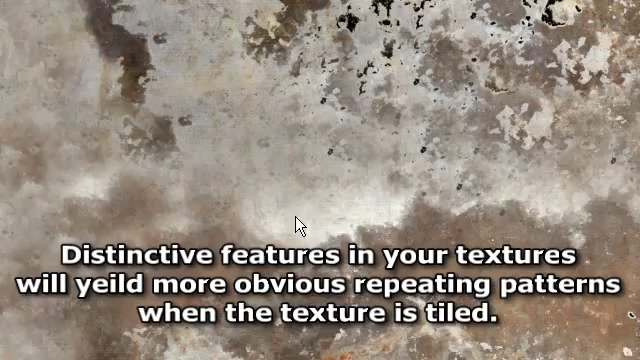 Distinctive features in your textures
will yeild more obvious repeating patterns
when the texture is tiled.